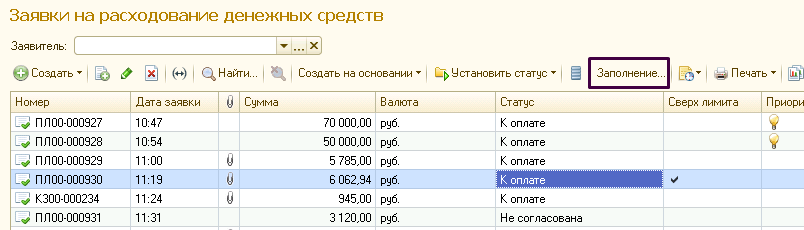 Заявки на расходование денежных средств
Заявитель:
Создать Найти... Создать на основании Установить статус Заполнение... Печать
Номер Дата заявки Сумма Валюта Статус Сверх лимита Приори
ПЛ00-000927 10:47 70 000,00 руб. К оплате
ПЛ00-000928 10:54 50 000,00 руб. К оплате
ПЛ00-000929 11:00 5 785,00 руб. К оплате
ПЛ00-000930 11:19 6 062,94 руб. К оплате
К300-000234 11:24 945,00 руб. К оплате
ПЛ00-000931 11:31 3 120,00 руб. Не согласована